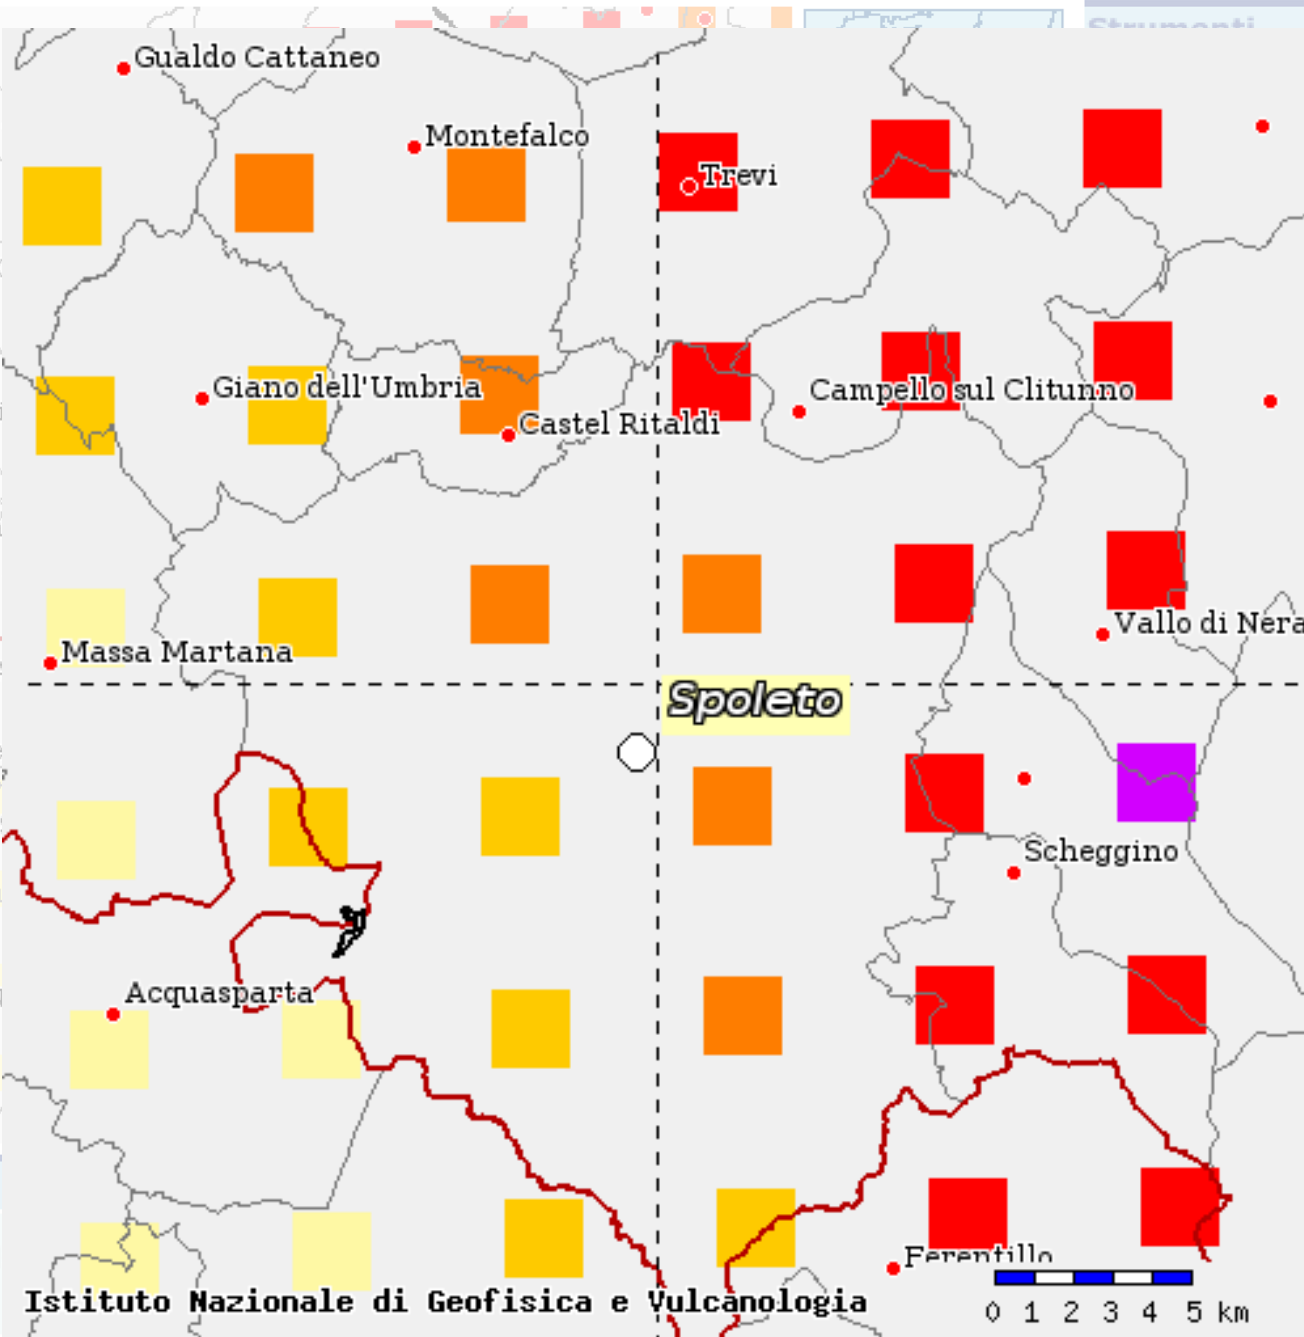 Strumenti
Gualdo Cattaneo
Montefalco
Trevi
Giano dell'Umbria
Campello sul Clitunno
Castel Ritaldi
Vallo di Nera
Massa Martana
Spoleto
Scheggino
Acquasparta
Ferentillo
Istituto Nazionale di Geofisica e Vulcanologia
0 1 2 3 4 5 km